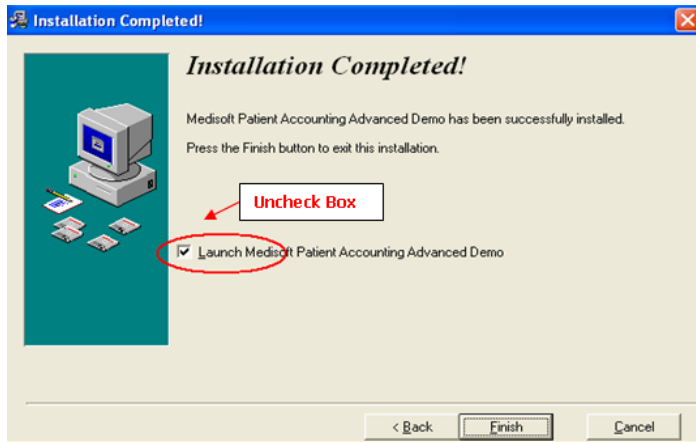 Installation Completed!
Installation Completed!
Medisoft Patient Accounting Advanced Demo has been successfully installed.
Press the Finish button to exit this installation.
Uncheck Box
Launch Medisoft Patient Accounting Advanced Demo
< Back
Finish
Cancel